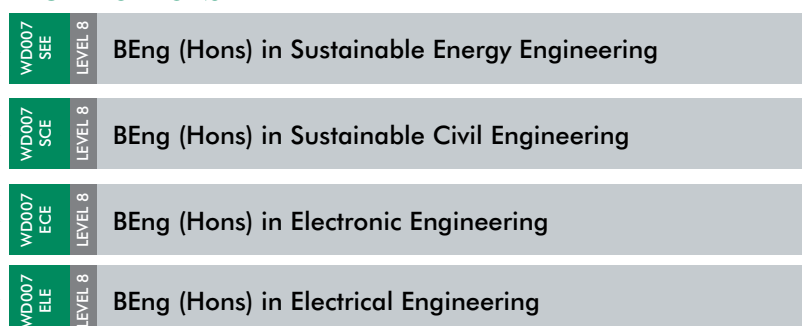 WD007
SEE
LEVEL 8
BEng (Hons) in Sustainable Energy Engineering
WD007
SCE
LEVEL 8
BEng (Hons) in Sustainable Civil Engineering
WD007
ECE
LEVEL 8
BEng (Hons) in Electronic Engineering
WD007
ELE
LEVEL 8
BEng (Hons) in Electrical Engineering